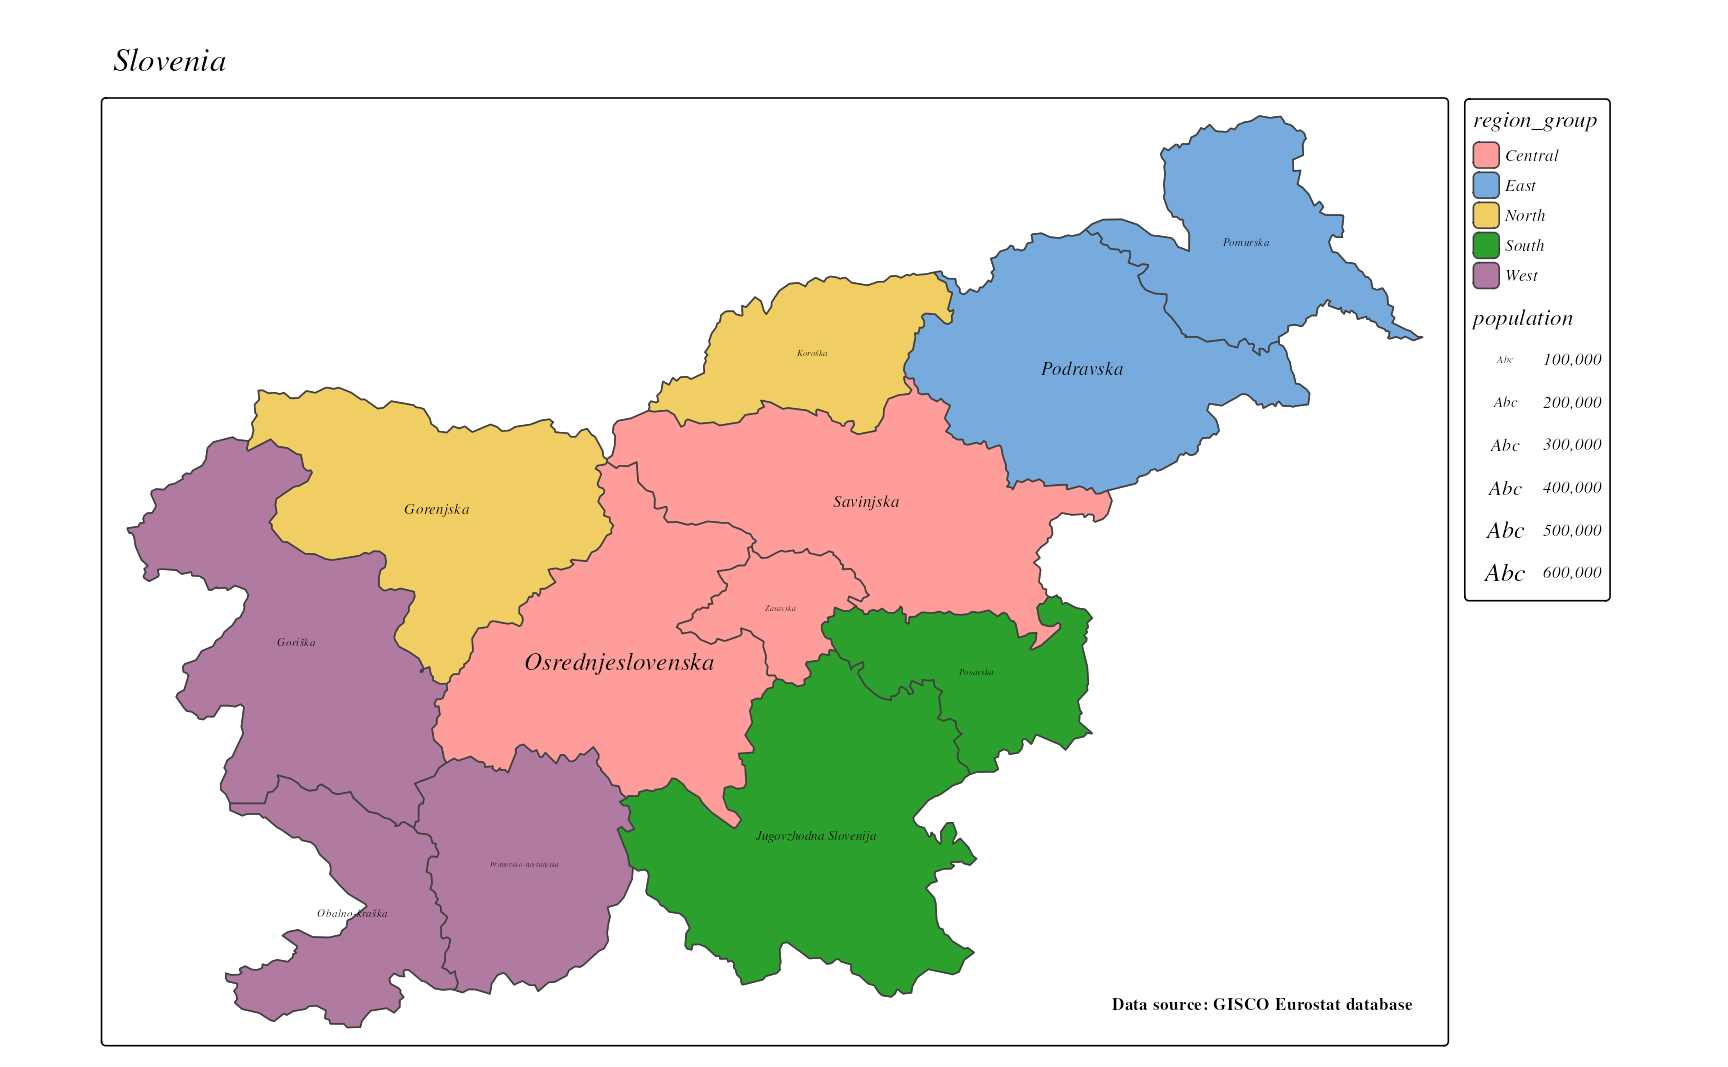 Slovenia
region_group
Central
East
North
South
West
population
Abc 100,000
Abc 200,000
Abc 300,000
Abc 400,000
Abc 500,000
Abc 600,000
Pomurska
Koroška
Podravska
Savinjska
Gorenjska
Zasavska
Goriška
Osrednjeslovenska
Posavska
Jugovzhodna Slovenija
Primorsko-notranjska
Obalno-kraška
Data source: GISCO Eurostat database